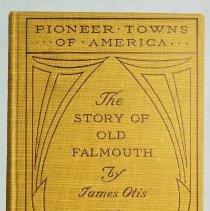 PIONEER · TOWNS
· · OF · AMERICA · · ·
The
STORY OF
OLD
FALMOUTH
by
James Otis